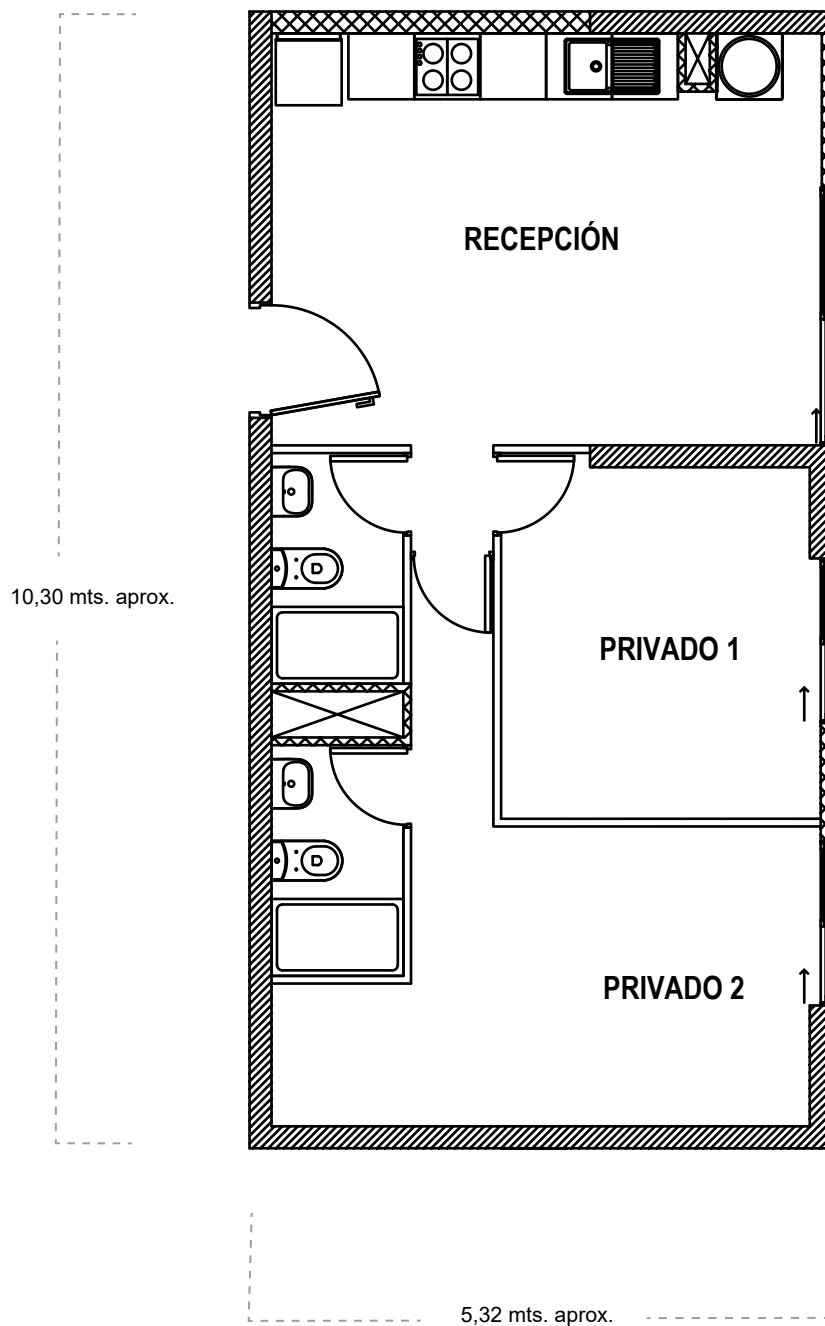 RECEPCIÓN
10,30 mts. aprox.
PRIVADO 1
PRIVADO 2
5,32 mts. aprox.